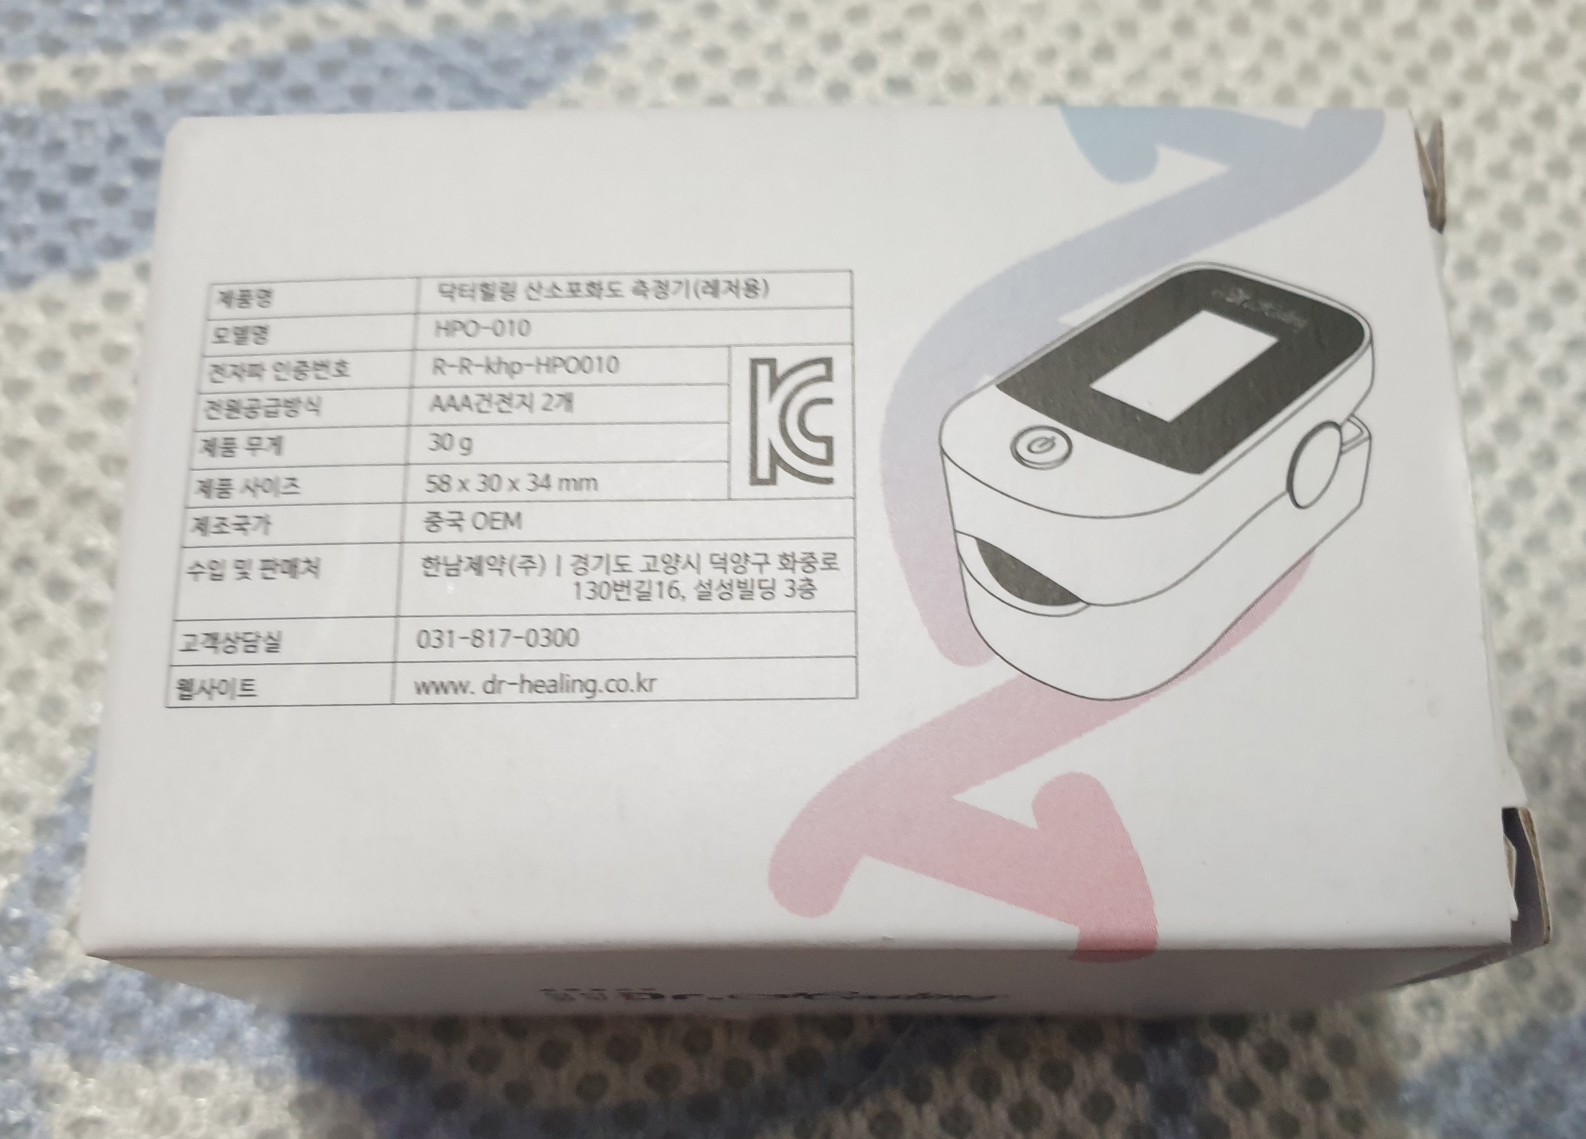 제품명 닥터힐링 산소포화도 측정기(레저용)
모델명 HPO-010
전자파 인증번호 R-R-khp-HPO010
전원공급방식 AAA건전지 2개
제품 무게 30 g
제품 사이즈 58 x 30 x 34 mm
제조국가 중국 OEM
수입 및 판매처 한남제약(주) | 경기도 고양시 덕양구 화중로
130번길16, 설성빌딩 3층
고객상담실 031-817-0300
웹사이트 www. dr-healing.co.kr